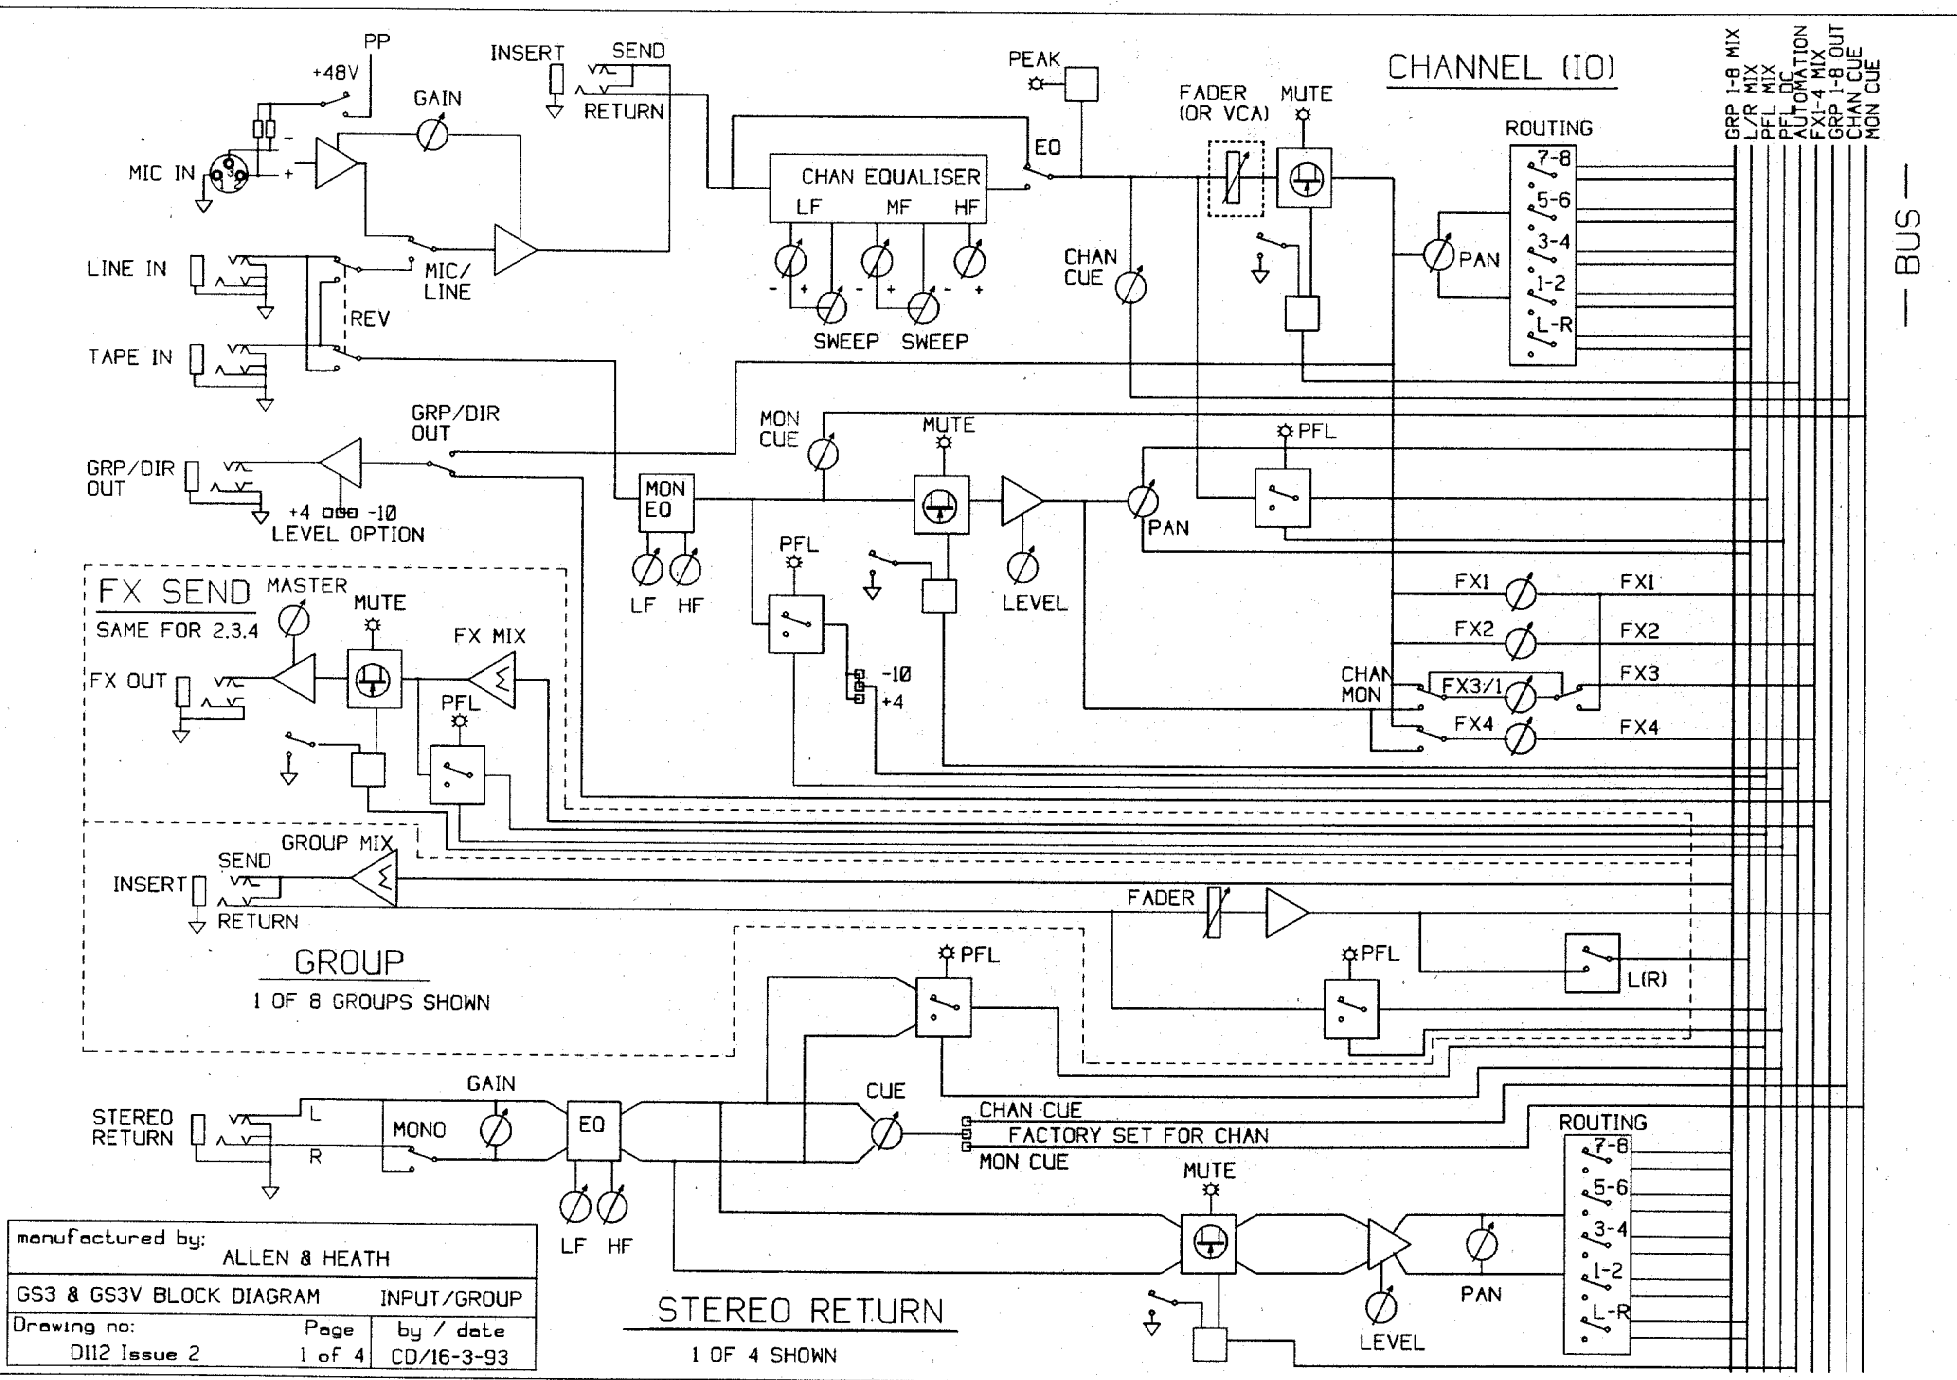 PP
+48V
GAIN
INSERT
SEND
RETURN
MIC IN
-
+
1
2
3
LINE IN
MIC/
LINE
REV
TAPE IN
GRP/DIR
OUT
GRP/DIR
OUT
+4
-10
LEVEL OPTION
CHAN EQUALISER
LF
MF
HF
-
+
-
+
-
+
SWEEP
SWEEP
EQ
PEAK
CHAN
CUE
FADER
(OR VCA)
MUTE
CHANNEL (IO)
PAN
ROUTING
7-8
5-6
3-4
1-2
L-R
GRP 1-8 MIX
L/R MIX
PFL MIX
PFL DC
AUTOMATION
FX1-4 MIX
GRP 1-8 OUT
CHAN CUE
MON CUE
BUS
MON
CUE
MUTE
PFL
MON
EQ
LF
HF
PFL
LEVEL
PAN
-10
+4
FX1
FX1
FX2
FX2
CHAN
MON
FX3/1
FX3
FX4
FX4
FX SEND
SAME FOR 2.3.4
MASTER
MUTE
FX MIX
FX OUT
PFL
GROUP MIX
SEND
INSERT
RETURN
GROUP
1 OF 8 GROUPS SHOWN
FADER
PFL
L(R)
PFL
STEREO
RETURN
L
R
MONO
GAIN
EQ
LF
HF
CUE
CHAN CUE
FACTORY SET FOR CHAN
MON CUE
MUTE
LEVEL
PAN
ROUTING
7-8
5-6
3-4
1-2
L-R
STEREO RETURN
1 OF 4 SHOWN
manufactured by:
ALLEN & HEATH
GS3 & GS3V BLOCK DIAGRAM INPUT/GROUP
Drawing no: Page by / date
D112 Issue 2 1 of 4 CD/16-3-93